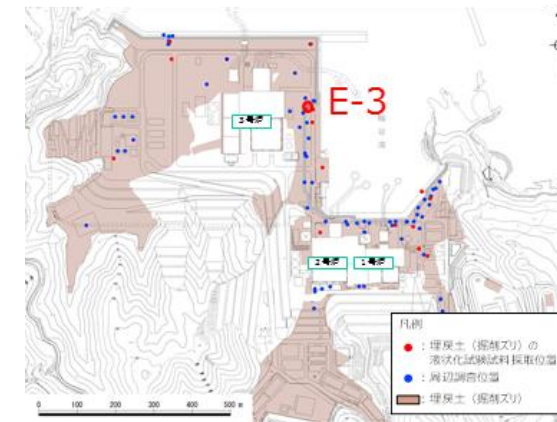 E-3
3号炉
2号炉
1号炉
凡例
：埋戻土（掘削ズリ）の
液状化試験試料採取位置
：周辺調査位置
：埋戻土（掘削ズリ）
0 100 200 300 400 500 m